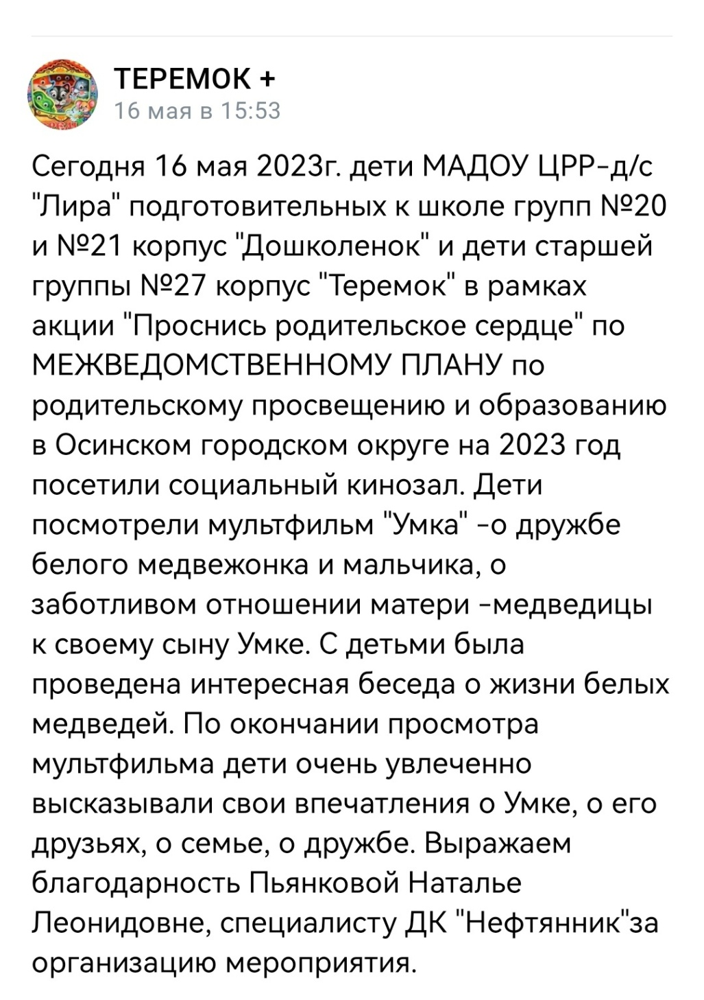 ТЕРЕМОК +
16 мая в 15:53
Сегодня 16 мая 2023г. дети МАДОУ ЦРР-д/с
"Лира" подготовительных к школе групп №20
и №21 корпус "Дошколенок" и дети старшей
группы №27 корпус "Теремок" в рамках
акции "Проснись родительское сердце" по
МЕЖВЕДОМСТВЕННОМУ ПЛАНУ по
родительскому просвещению и образованию
в Осинском городском округе на 2023 год
посетили социальный кинозал. Дети
посмотрели мультфильм "Умка" -о дружбе
белого медвежонка и мальчика, о
заботливом отношении матери -медведицы
к своему сыну Умке. С детьми была
проведена интересная беседа о жизни белых
медведей. По окончании просмотра
мультфильма дети очень увлеченно
высказывали свои впечатления о Умке, о его
друзьях, о семье, о дружбе. Выражаем
благодарность Пьянковой Наталье
Леонидовне, специалисту ДК "Нефтянник"за
организацию мероприятия.